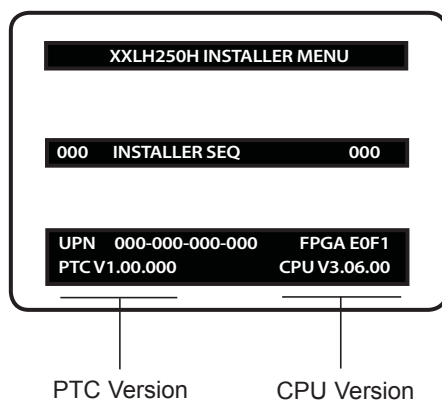 XXLH250H INSTALLER MENU
000 INSTALLER SEQ 000
UPN 000-000-000-000 FPGA E0F1
PTC V1.00.000 CPU V3.06.00
PTC Version CPU Version